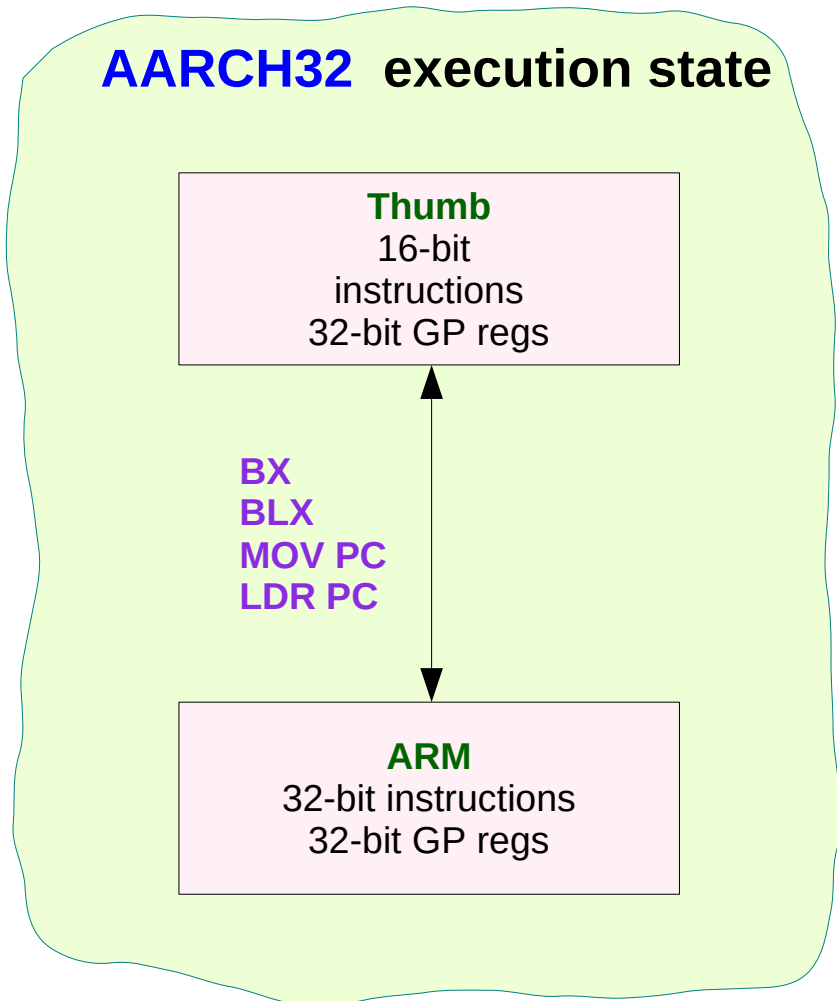 AARCH32 execution state
Thumb
16-bit
instructions
32-bit GP regs
BX
BLX
MOV PC
LDR PC
ARM
32-bit instructions
32-bit GP regs